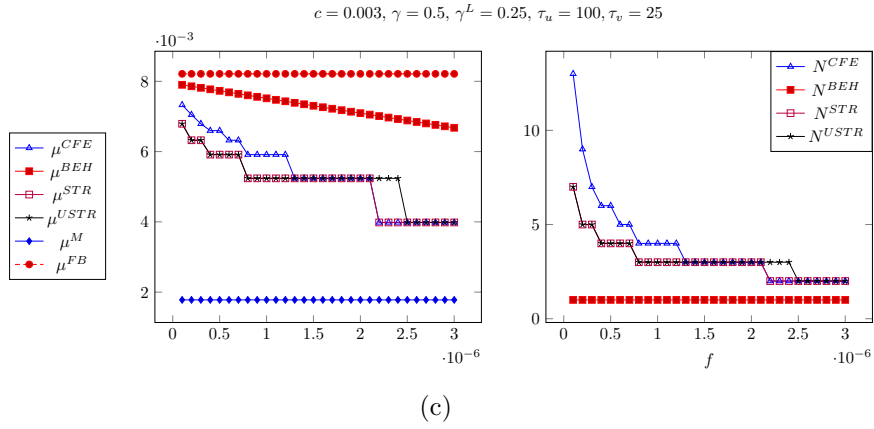 c = 0.003, γ = 0.5, γ^L = 0.25, τ_u = 100, τ_v = 25
·10^−3
8
6
4
2
0 0.5 1 1.5 2 2.5 3
·10^−6
μ^CFE
μ^BEH
μ^STR
μ^USTR
μ^M
μ^FB
10
5
0
0 0.5 1 1.5 2 2.5 3
·10^−6
f
N^CFE
N^BEH
N^STR
N^USTR
(c)